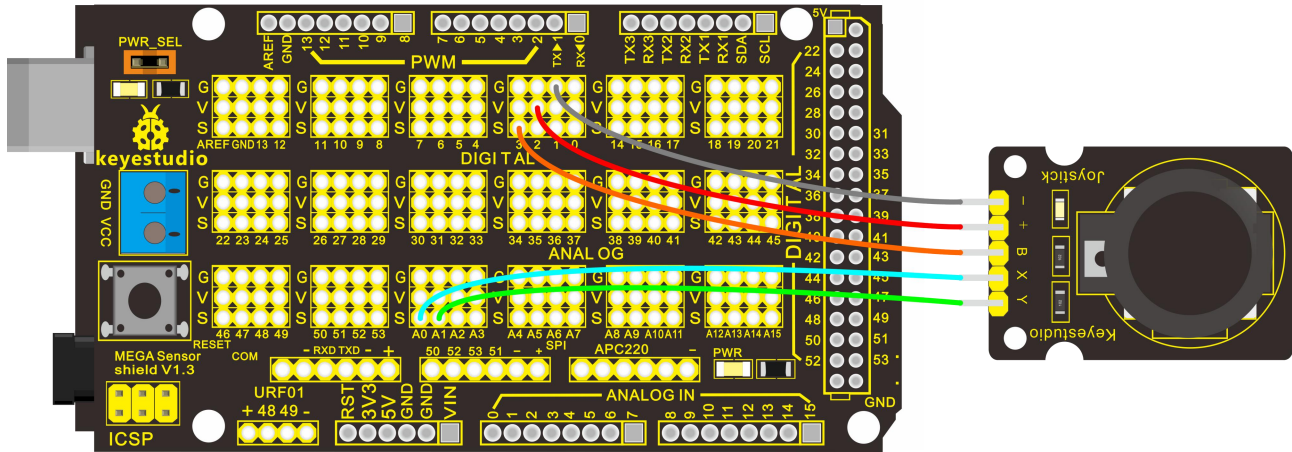 5V
PWR_SEL
AREF GND 13 12 11 10 9 8
7 6 5 4 3 2 TX▶1 RX◀0
TX3 RX3 TX2 RX2 TX1 RX1 SDA SCL
PWM
22
24
26
28
30 31
32 33
34 35
36 37
39
40 41
42 43
44 45
46
48 49
50 51
52 53
GND
DIGITAL
G G G G G G
V V V V V V
S S S S S S
AREF GND 13 12
11 10 9 8
7 6 5 4
3 2 1 0
14 15 16 17
18 19 20 21
keyestudio
DIGITAL
GND VCC
G G G G G G
V V V V V V
S S S S S S
22 23 24 25
26 27 28 29
30 31 32 33
34 35 36 37
38 39 40 41
42 43 44 45
ANALOG
G G G G G G
V V V V V V
S S S S S S
46 47 48 49
50 51 52 53
A0 A1 A2 A3
A4 A5 A6 A7
A8 A9 A10 A11
A12 A13 A14 A15
RESET
COM
SPI
MEGA Sensor
shield V1.3
- RXD TXD - +
50 52 53 51 - +
APC220 -
PWR
URF01
+ 48 49 -
ICSP
RST 3V3 5V GND GND VIN
ANALOG IN
0 1 2 3 4 5 6 7
8 9 10 11 12 13 14 15
Joystick
-
+
B
X
Y
Keyestudio